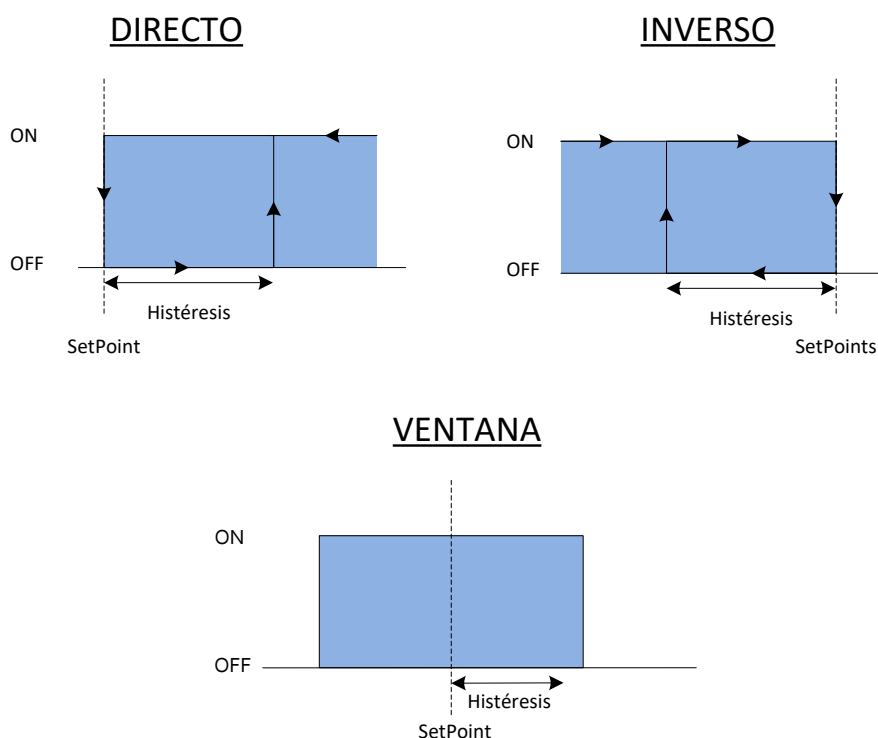 DIRECTO
INVERSO
ON
OFF
Histéresis
SetPoint
ON
OFF
Histéresis
SetPoints
VENTANA
ON
OFF
Histéresis
SetPoint